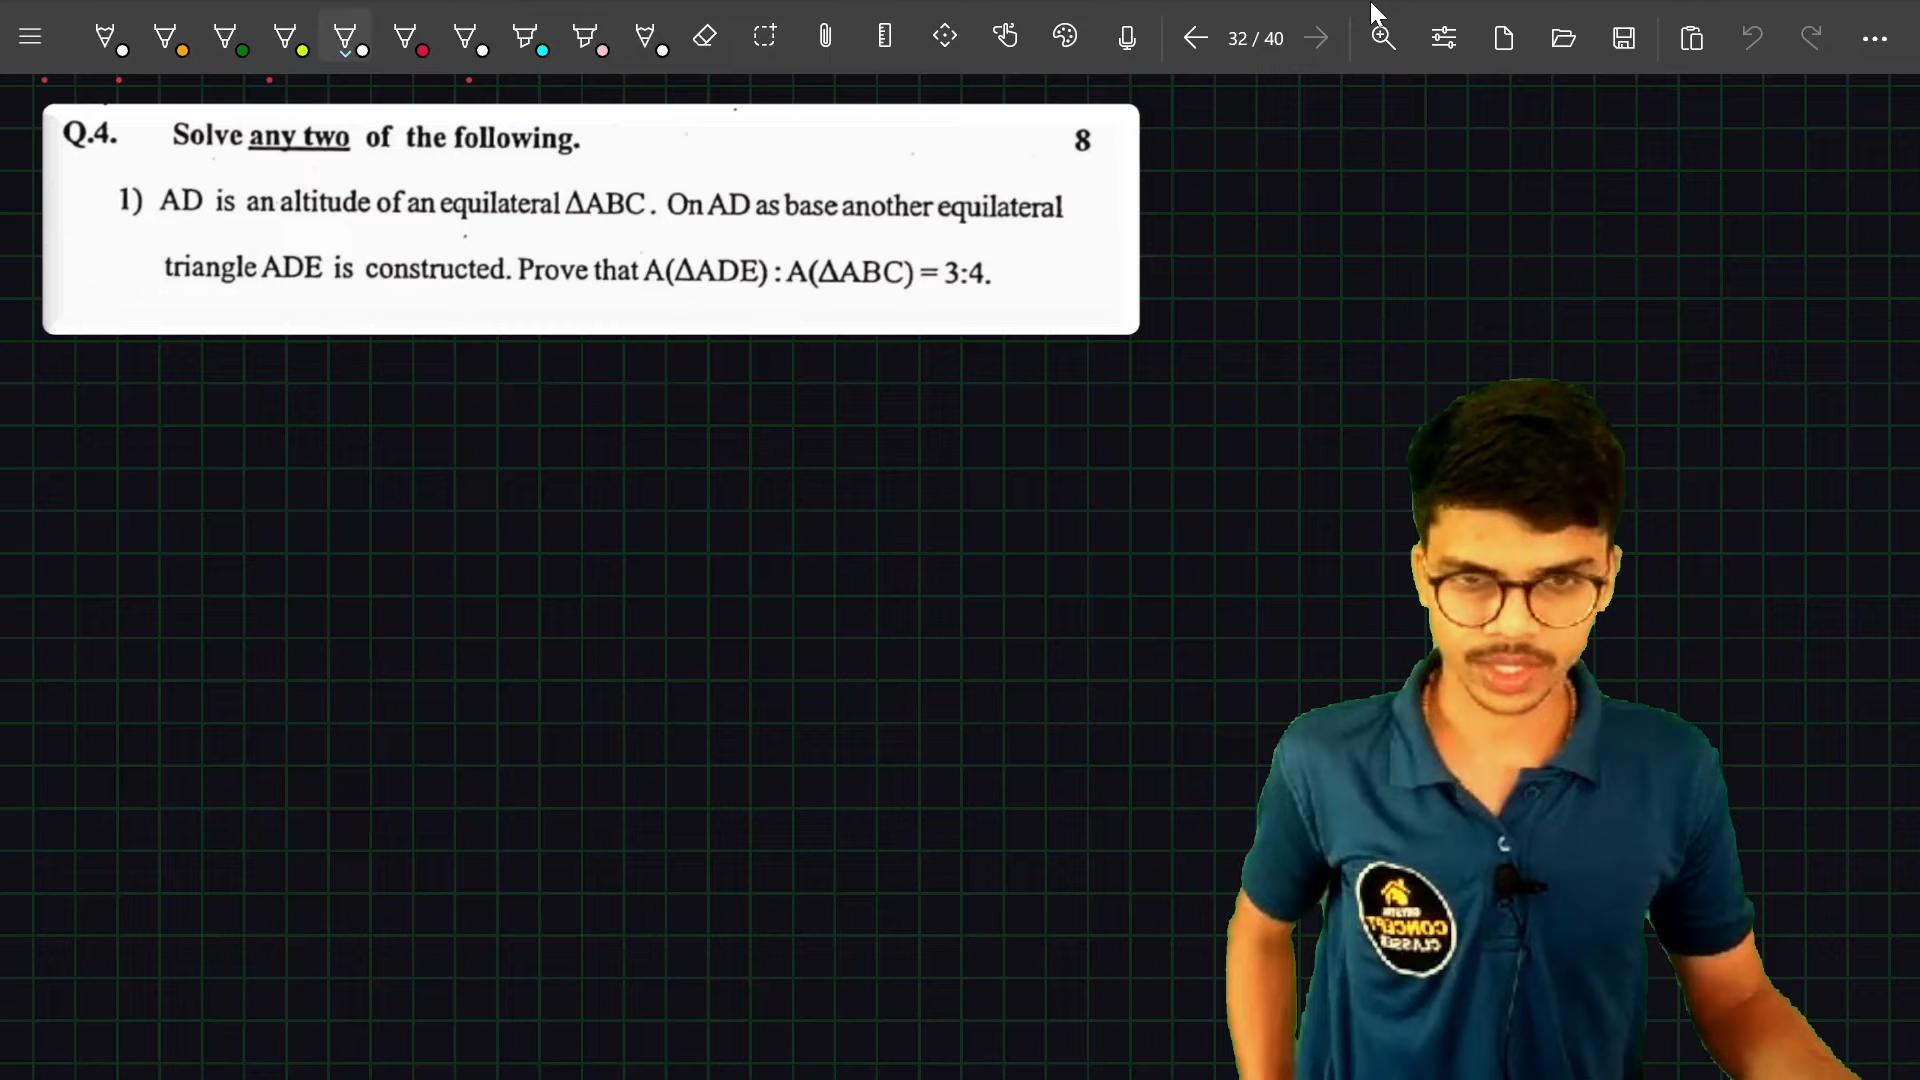 32 / 40
Q.4. Solve any two of the following. 8
1) AD is an altitude of an equilateral ΔABC. On AD as base another equilateral
triangle ADE is constructed. Prove that A(ΔADE) : A(ΔABC) = 3:4.
CONCEPT
CLASSES